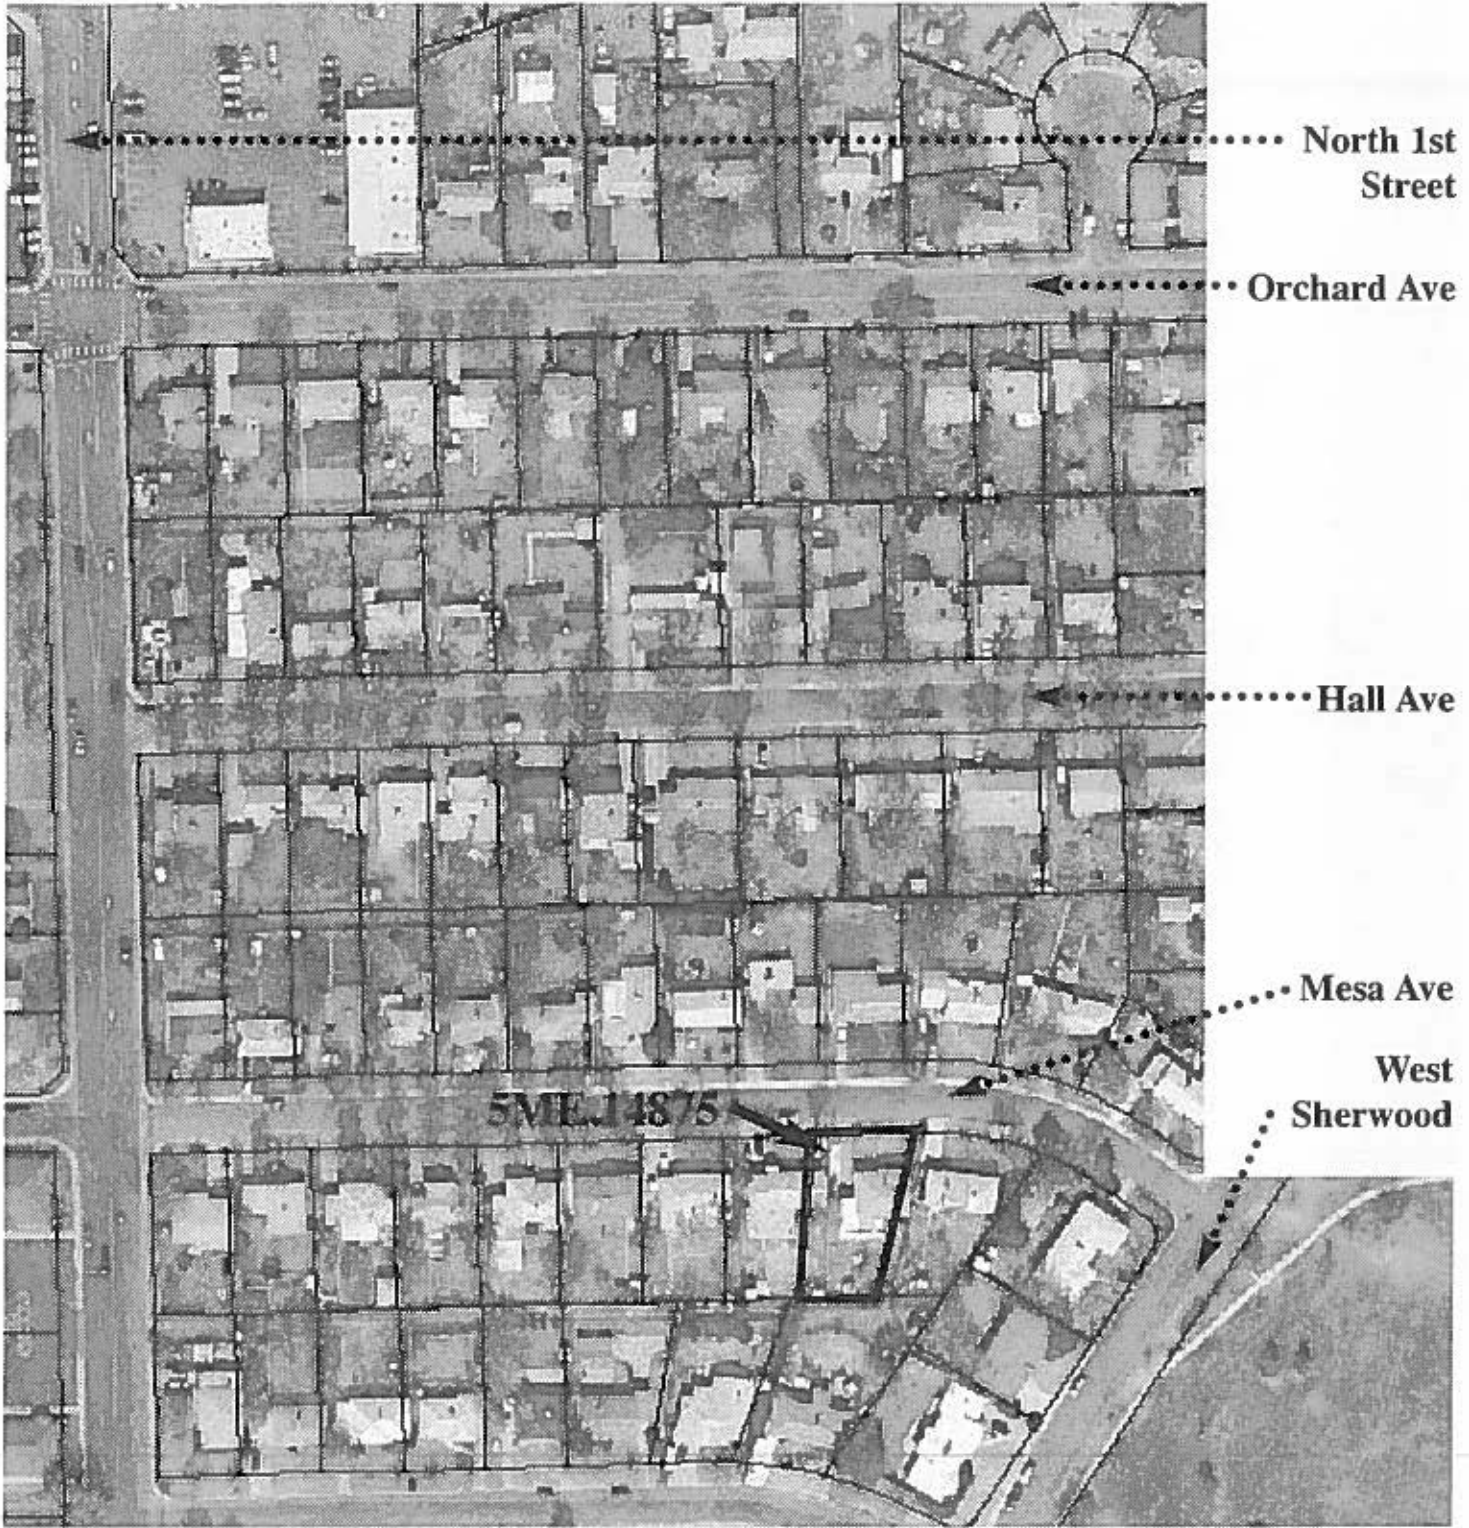 North 1st
Street
Orchard Ave
Hall Ave
Mesa Ave
West
Sherwood
5ME.14875